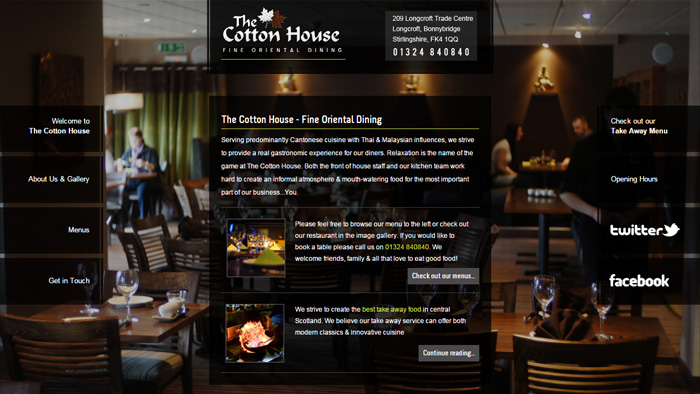 The
Cotton House
FINE ORIENTAL DINING
209 Longcroft Trade Centre
Longcroft, Bonnybridge
Stirlingshire, FK4 1QQ
01324 840840
Welcome to
The Cotton House
About Us & Gallery
Menus
Get in Touch
The Cotton House - Fine Oriental Dining
Serving predominantly Cantonese cuisine with Thai & Malaysian influences, we strive
to provide a real gastronomic experience for our diners. Relaxation is the name of the
game at The Cotton House. Both the front of house staff and our kitchen team work
hard to create an informal atmosphere & mouth-watering food for the most important
part of our business...You.
Please feel free to browse our menu to the left or check out
our restaurant in the image gallery. If you would like to
book a table please call us on 01324 840840. We
welcome friends, family & all that love to eat good food!
Check out our menus...
We strive to create the best take away food in central
Scotland. We believe our take away service can offer both
modern classics & innovative cuisine
Continue reading...
Check out our
Take Away Menu
Opening Hours
twitter
facebook